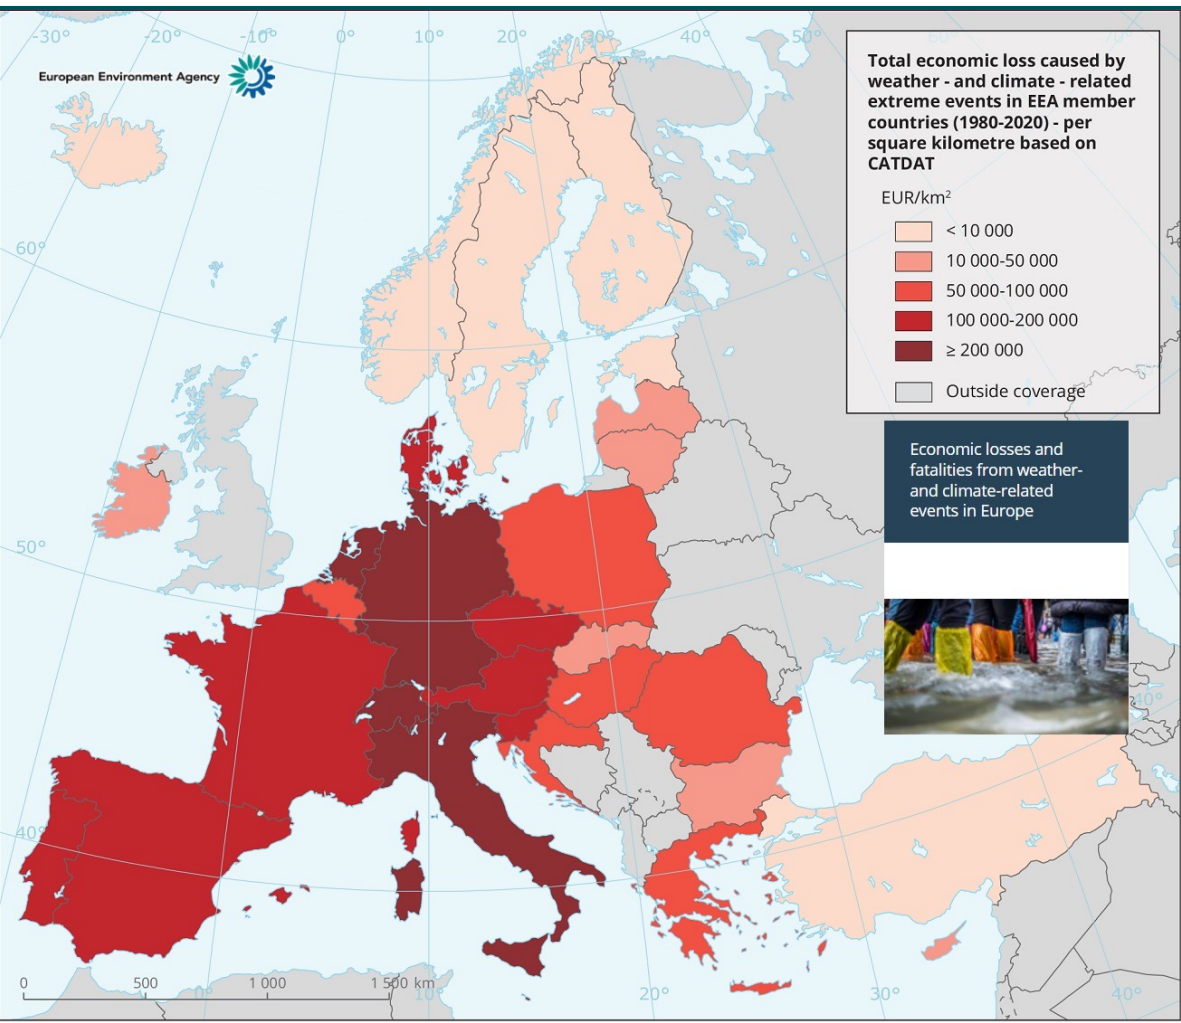 -30°
-20°
-10°
0°
10°
20°
30°
50°
60°
70°
European Environment Agency
Total economic loss caused by
weather - and climate - related
extreme events in EEA member
countries (1980-2020) - per
square kilometre based on
CATDAT
EUR/km²
< 10 000
10 000-50 000
50 000-100 000
100 000-200 000
≥ 200 000
Outside coverage
60°
Economic losses and
fatalities from weather-
and climate-related
events in Europe
50°
40°
40°
0
500
1 000
1 500 km
10°
20°
30°
40°